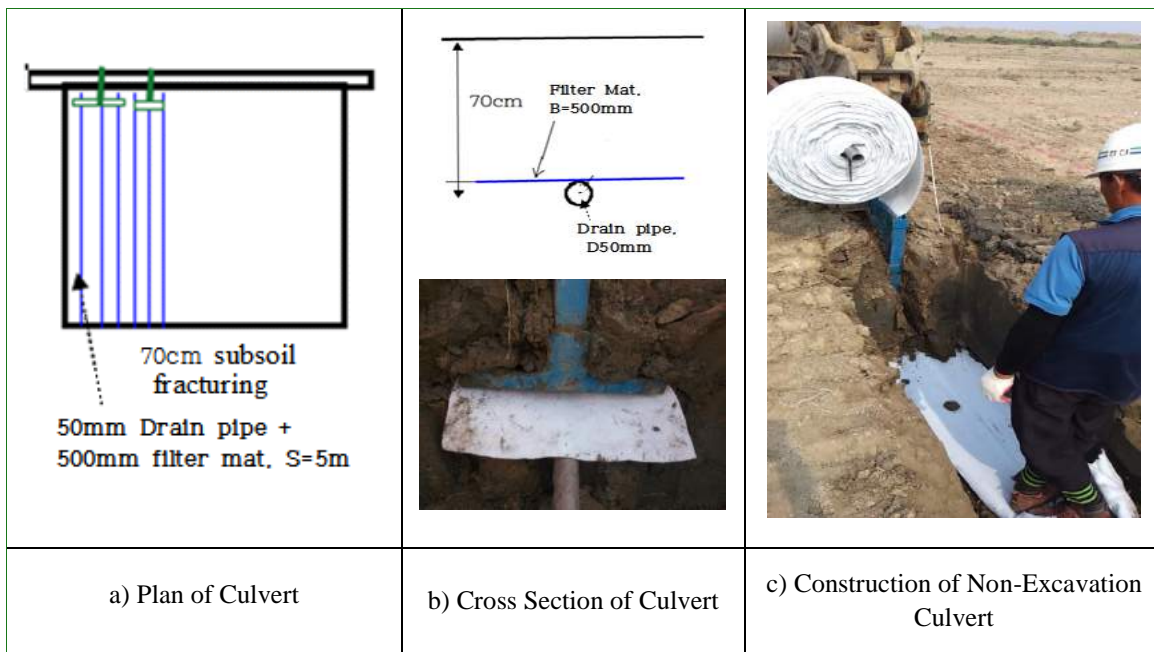 70cm subsoil
fracturing
50mm Drain pipe +
500mm filter mat, S=5m
70cm
Filter Mat.
B=500mm
Drain pipe.
D50mm
a) Plan of Culvert
b) Cross Section of Culvert
c) Construction of Non-Excavation
Culvert